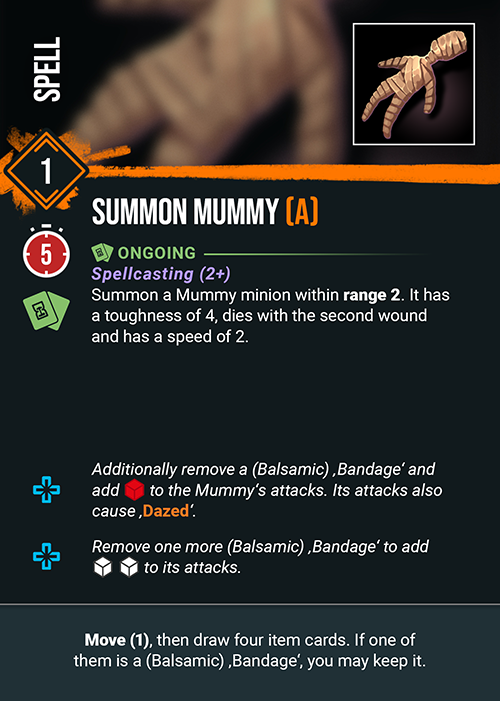 SPELL
1
SUMMON MUMMY (A)
5
ONGOING
Spellcasting (2+)
Summon a Mummy minion within range 2. It has
a toughness of 4, dies with the second wound
and has a speed of 2.
Additionally remove a (Balsamic) ‚Bandage‘ and
add to the Mummy‘s attacks. Its attacks also
cause ‚Dazed‘.
Remove one more (Balsamic) ‚Bandage‘ to add
to its attacks.
Move (1), then draw four item cards. If one of
them is a (Balsamic) ‚Bandage‘, you may keep it.